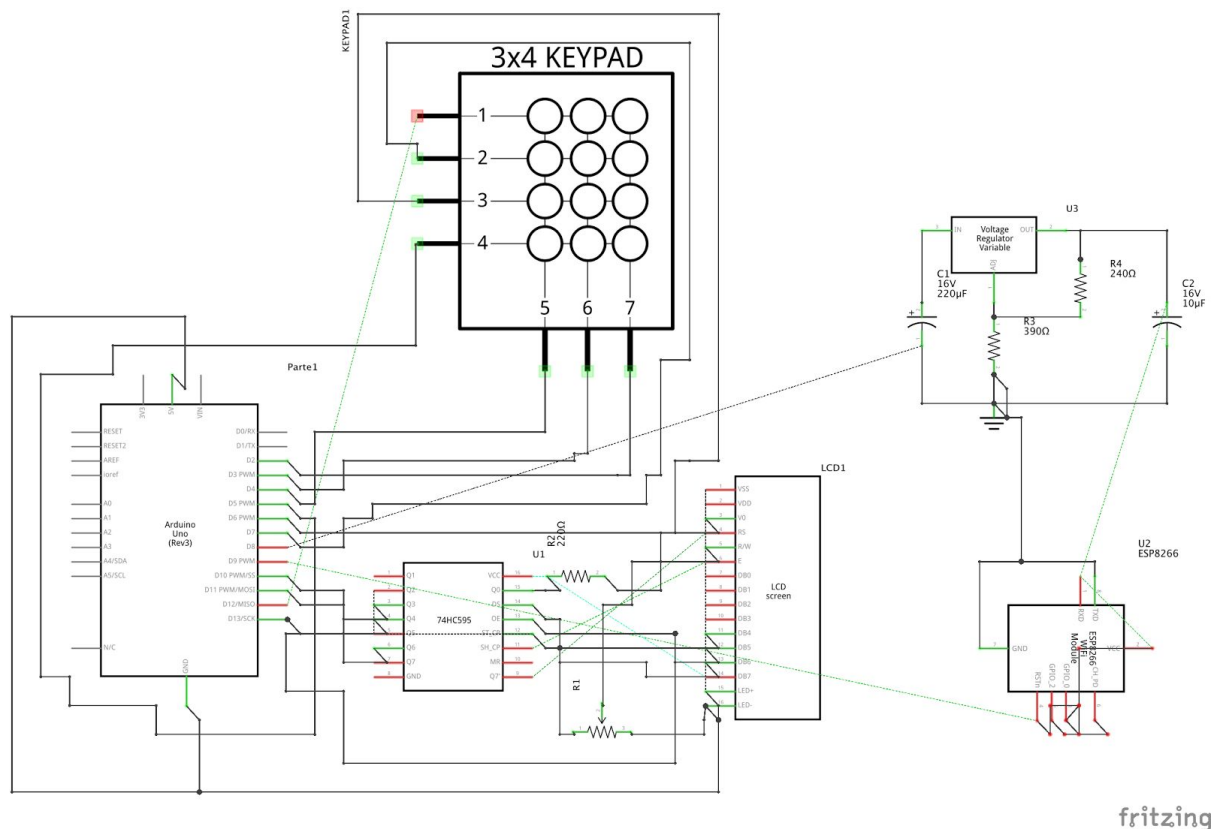 KEYPAD1
3x4 KEYPAD
1
2
3
4
5
6
7
Parte1
3V3
5V
VIN
RESET
RESET2
AREF
ioref
A0
A1
A2
A3
A4/SDA
A5/SCL
N/C
GND
Arduino
Uno
(Rev3)
D0/RX
D1/TX
D2
D3 PWM
D4
D5 PWM
D6 PWM
D7
D8
D9 PWM
D10 PWM/SS
D11 PWM/MOSI
D12/MISO
D13/SCK
U1
74HC595
Q1
Q2
Q3
Q4
Q5
Q6
Q7
GND
VCC
Q0
DS
OE
ST_CP
SH_CP
MR
Q7'
R2
220Ω
R1
LCD1
LCD
screen
VSS
VDD
V0
RS
R/W
E
DB0
DB1
DB2
DB3
DB4
DB5
DB6
DB7
LED+
LED-
U3
Voltage
Regulator
Variable
IN
OUT
ADJ
C1
16V
220µF
R4
240Ω
R3
390Ω
C2
16V
10µF
U2
ESP8266
ESP8266
WiFi
Module
RXD
TXD
GND
VCC
RSTn
GPIO_2
GPIO_0
CH_PD
fritzing